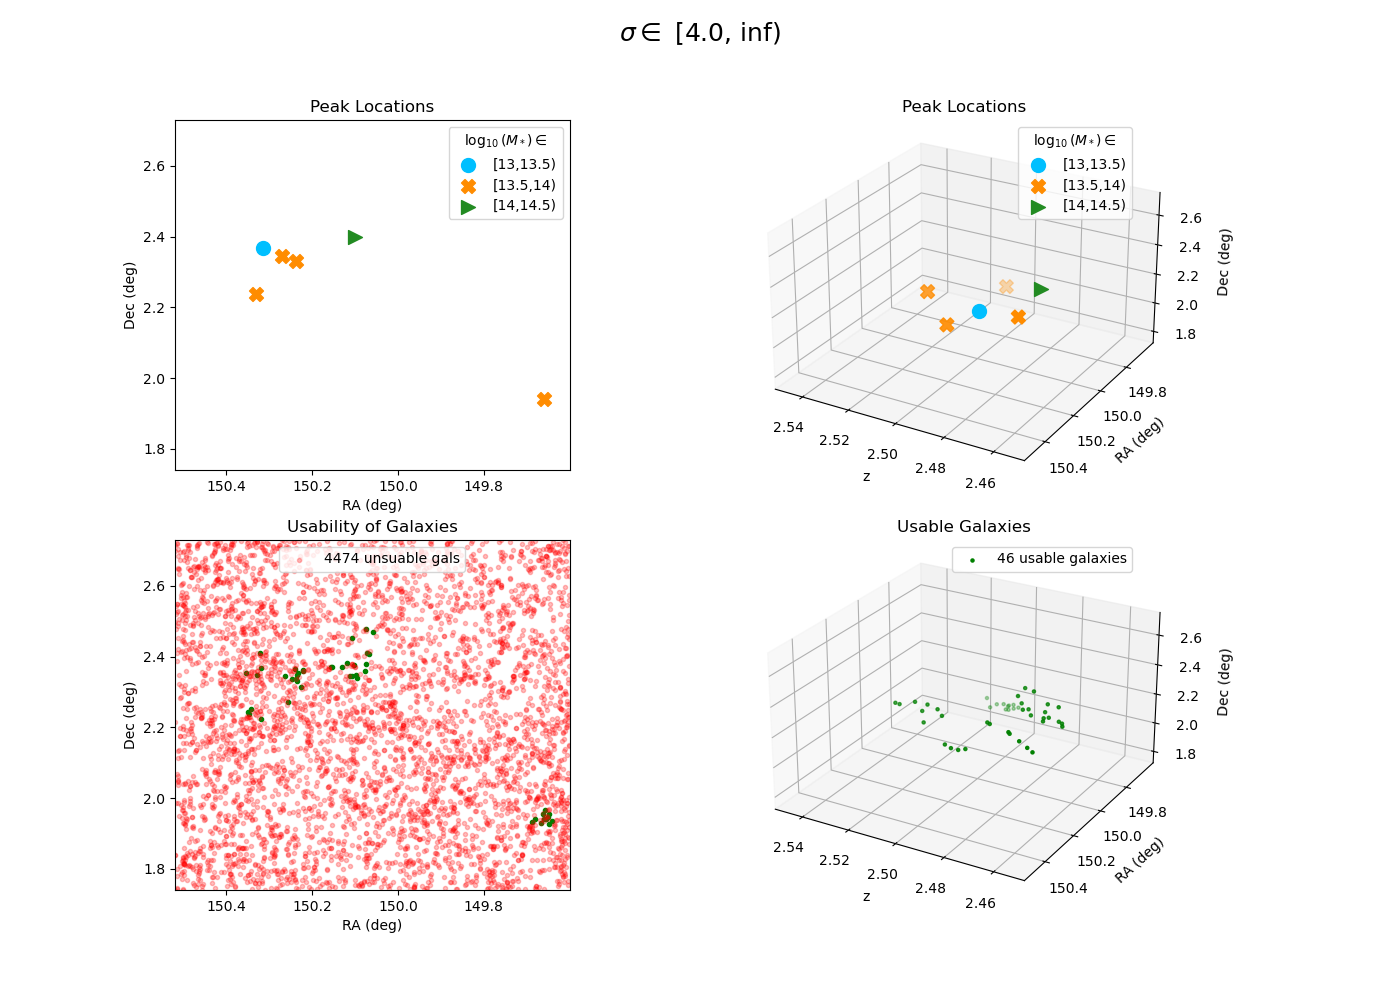 σ ∈ [4.0, inf)
Peak Locations
log₁₀(M*) ∈
[13,13.5)
[13.5,14)
[14,14.5)
2.6
2.4
2.2
2.0
1.8
Dec (deg)
150.4 150.2 150.0 149.8
RA (deg)
Peak Locations
log₁₀(M*) ∈
[13,13.5)
[13.5,14)
[14,14.5)
2.6
2.4
2.2
2.0
1.8
Dec (deg)
149.8
150.0
150.2
150.4
RA (deg)
2.54
2.52
2.50
2.48
2.46
z
Usability of Galaxies
4474 unsuable gals
2.6
2.4
2.2
2.0
1.8
Dec (deg)
150.4 150.2 150.0 149.8
RA (deg)
Usable Galaxies
46 usable galaxies
2.6
2.4
2.2
2.0
1.8
Dec (deg)
149.8
150.0
150.2
150.4
RA (deg)
2.54
2.52
2.50
2.48
2.46
z